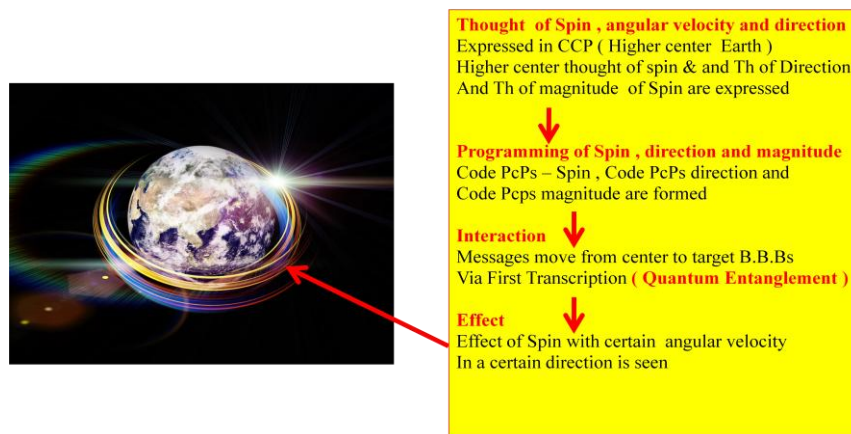 Thought of Spin , angular velocity and direction
Expressed in CCP ( Higher center Earth )
Higher center thought of spin & and Th of Direction
And Th of magnitude of Spin are expressed
Programming of Spin , direction and magnitude
Code PcPs – Spin , Code PcPs direction and
Code Pcps magnitude are formed
Interaction
Messages move from center to target B.B.Bs
Via First Transcription ( Quantum Entanglement )
Effect
Effect of Spin with certain angular velocity
In a certain direction is seen